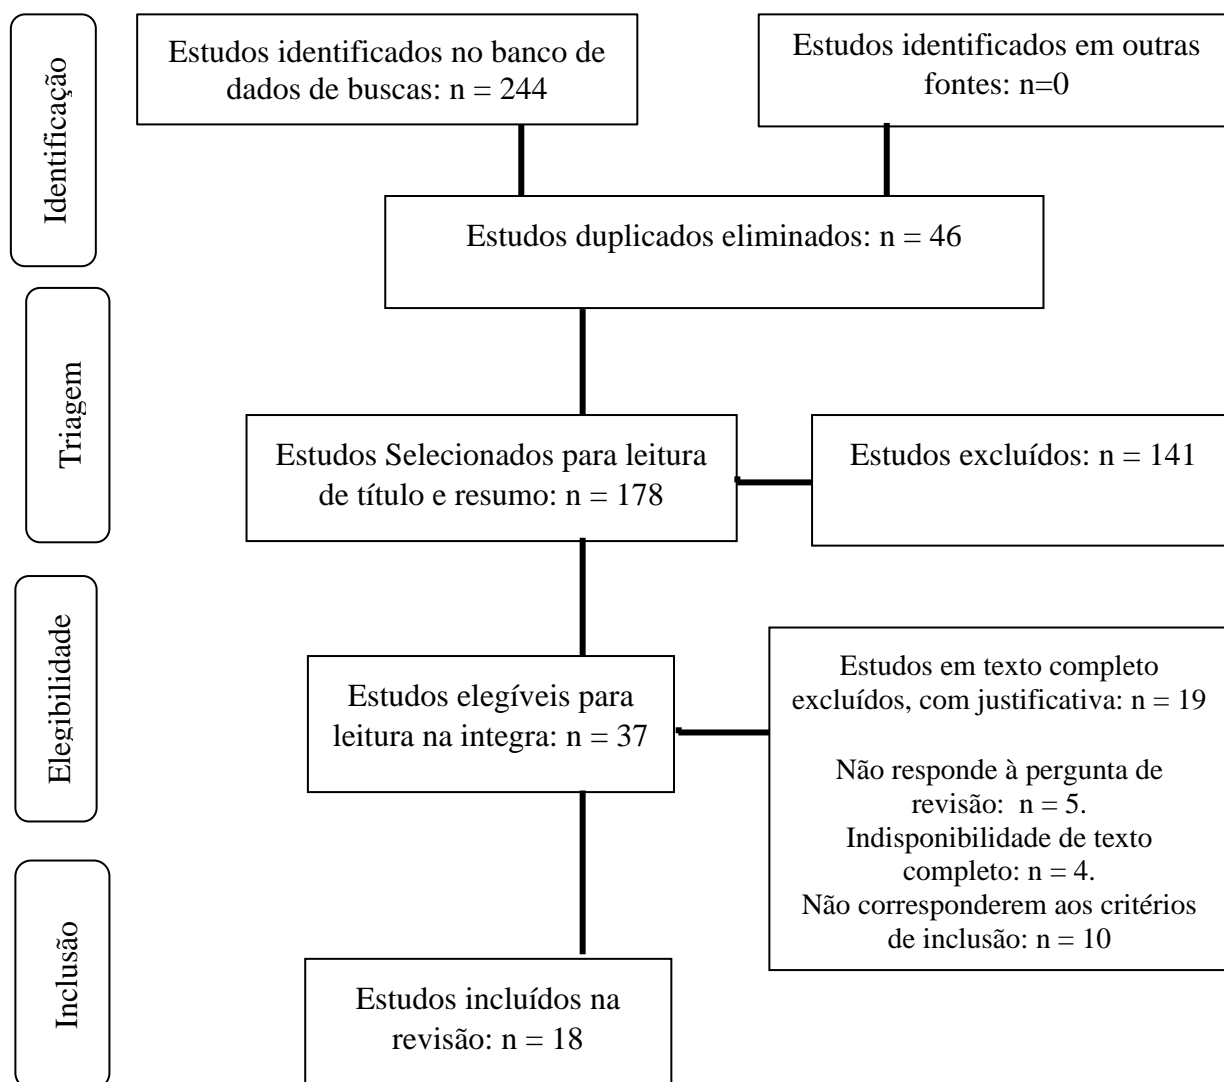 Identificação
Estudos identificados no banco de
dados de buscas: n = 244
Estudos identificados em outras
fontes: n=0
Estudos duplicados eliminados: n = 46
Triagem
Estudos Selecionados para leitura
de título e resumo: n = 178
Estudos excluídos: n = 141
Elegibilidade
Estudos elegíveis para
leitura na integra: n = 37
Estudos em texto completo
excluídos, com justificativa: n = 19
Não responde à pergunta de
revisão:  n = 5.
Indisponibilidade de texto
completo: n = 4.
Não corresponderem aos critérios
de inclusão: n = 10
Inclusão
Estudos incluídos na
revisão: n = 18